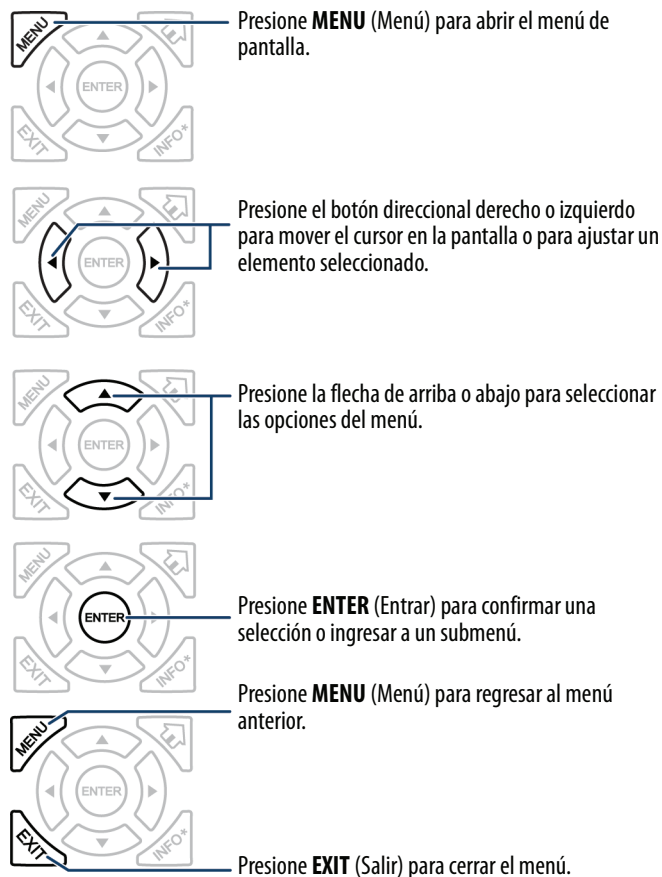 MENU
ENTER
EXIT
INFO*
Presione MENU (Menú) para abrir el menú de
pantalla.
MENU
ENTER
EXIT
INFO*
Presione el botón direccional derecho o izquierdo
para mover el cursor en la pantalla o para ajustar un
elemento seleccionado.
MENU
ENTER
EXIT
INFO*
Presione la flecha de arriba o abajo para seleccionar
las opciones del menú.
MENU
ENTER
EXIT
INFO*
Presione ENTER (Entrar) para confirmar una
selección o ingresar a un submenú.
MENU
ENTER
EXIT
INFO*
Presione MENU (Menú) para regresar al menú
anterior.
Presione EXIT (Salir) para cerrar el menú.